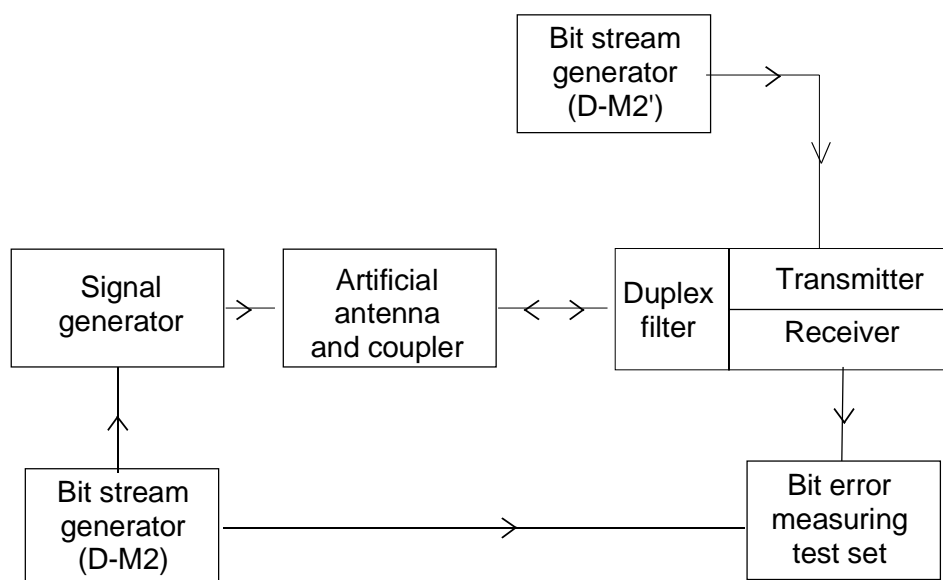 Bit stream
generator
(D-M2')
Signal
generator
Artificial
antenna
and coupler
Duplex
filter
Transmitter
Receiver
Bit stream
generator
(D-M2)
Bit error
measuring
test set